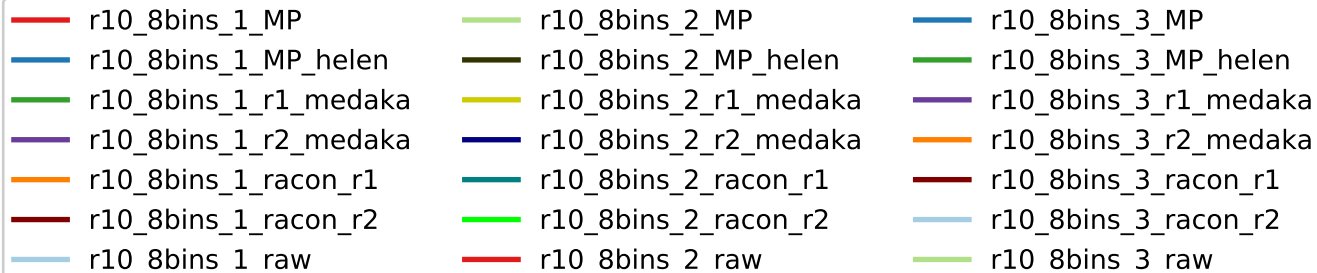 r10_8bins_1_MP r10_8bins_2_MP r10_8bins_3_MP
r10_8bins_1_MP_helen r10_8bins_2_MP_helen r10_8bins_3_MP_helen
r10_8bins_1_r1_medaka r10_8bins_2_r1_medaka r10_8bins_3_r1_medaka
r10_8bins_1_r2_medaka r10_8bins_2_r2_medaka r10_8bins_3_r2_medaka
r10_8bins_1_racon_r1 r10_8bins_2_racon_r1 r10_8bins_3_racon_r1
r10_8bins_1_racon_r2 r10_8bins_2_racon_r2 r10_8bins_3_racon_r2
r10_8bins_1_raw r10_8bins_2_raw r10_8bins_3_raw